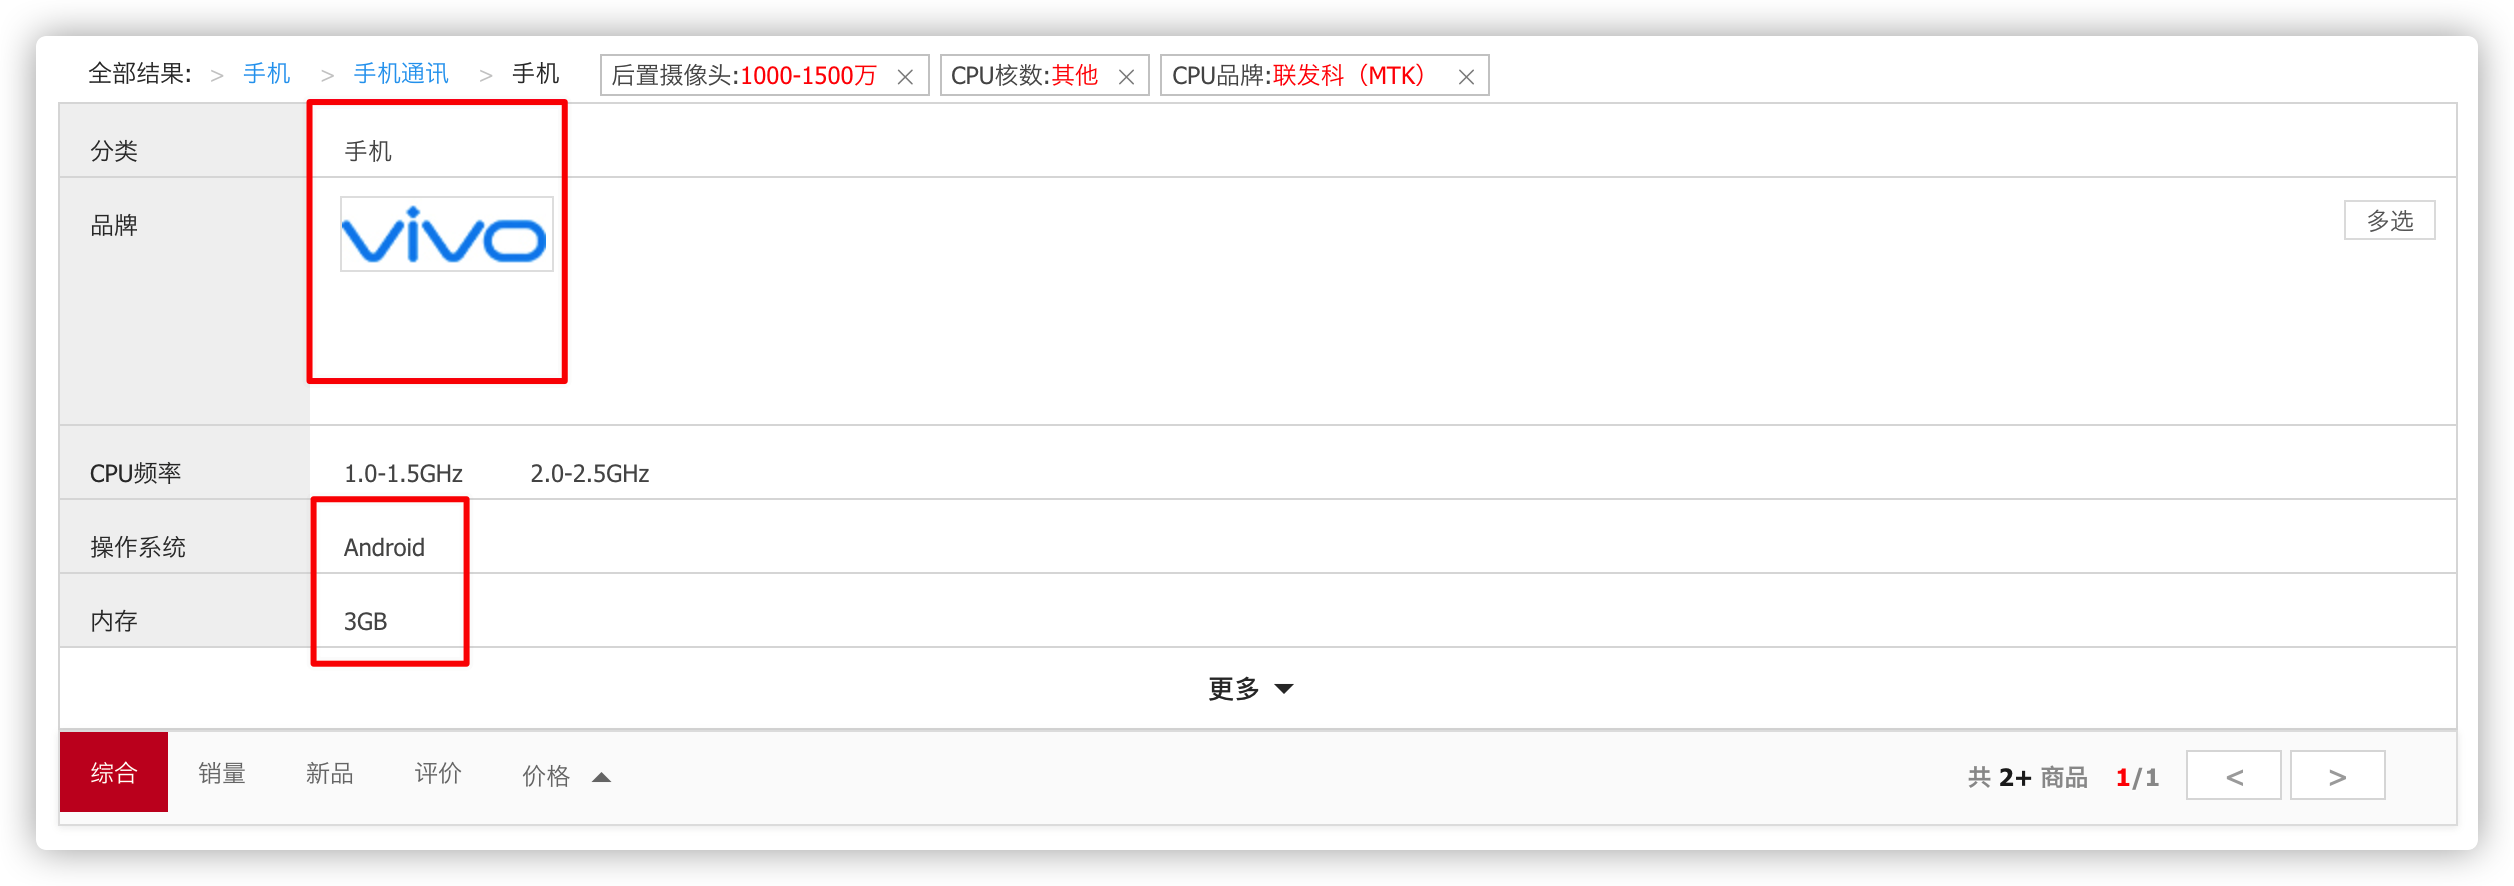 全部结果: > 手机 > 手机通讯 > 手机 后置摄像头:1000-1500万 × CPU核数:其他 × CPU品牌:联发科（MTK） ×
分类 手机
品牌 vivo 多选
CPU频率 1.0-1.5GHz 2.0-2.5GHz
操作系统 Android
内存 3GB
更多
综合 销量 新品 评价 价格 共 2+ 商品 1/1 < >